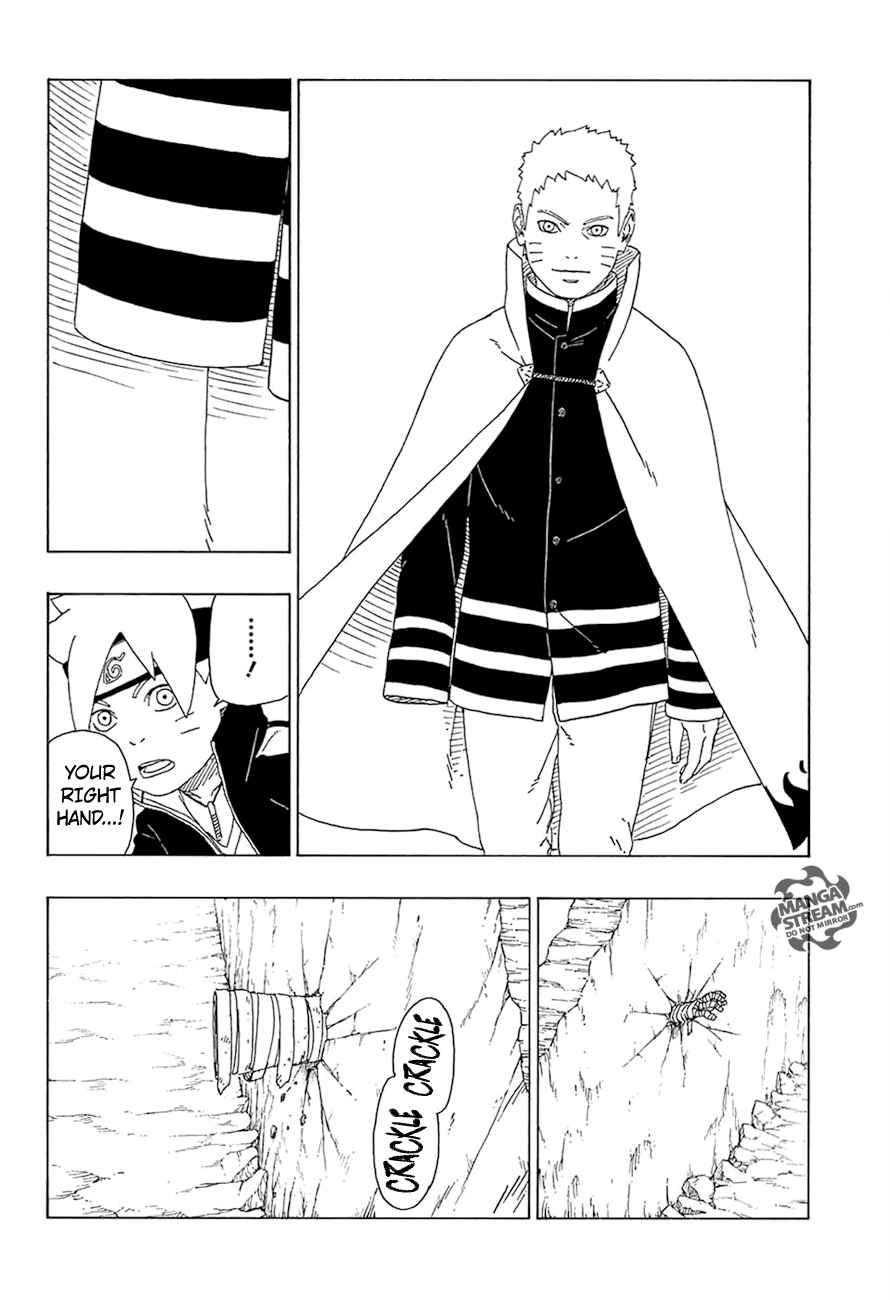 ......!
YOUR
RIGHT
HAND...!
MANGA
STREAM.com
DO NOT MIRROR
CRACKLE
CRACKLE